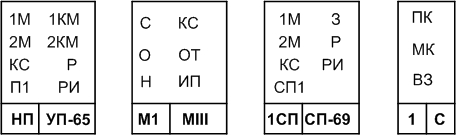 1М 1КМ
2М 2КМ
КС Р
П1 РИ
НП УП-65
С КС
О ОТ
Н ИП
М1 МIII
1М З
2М Р
КС РИ
СП1
1СП СП-69
ПК
МК
ВЗ
1 С